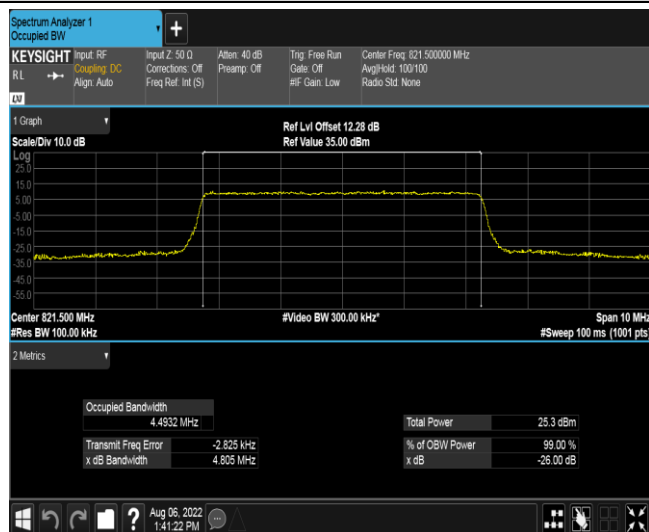 Spectrum Analyzer 1
Occupied BW
KEYSIGHT Input: RF Input Z: 50 Ω Atten: 40 dB Trig: Free Run Center Freq: 821.500000 MHz
RL Coupling: DC Corrections: Off Preamp: Off Gate: Off Avg|Hold: 100/100
Align: Auto Freq Ref: Int (S) #IF Gain: Low Radio Std: None
LXI
1 Graph Ref Lvl Offset 12.28 dB
Scale/Div 10.0 dB Ref Value 35.00 dBm
Log
25.0
15.0
5.00
-5.00
-15.0
-25.0
-35.0
-45.0
-55.0
Center 821.500 MHz #Video BW 300.00 kHz* Span 10 MHz
#Res BW 100.00 kHz #Sweep 100 ms (1001 pts)
2 Metrics
Occupied Bandwidth
4.4932 MHz Total Power 25.3 dBm
Transmit Freq Error -2.825 kHz % of OBW Power 99.00 %
x dB Bandwidth 4.805 MHz x dB -26.00 dB
? Aug 06, 2022
1:41:22 PM